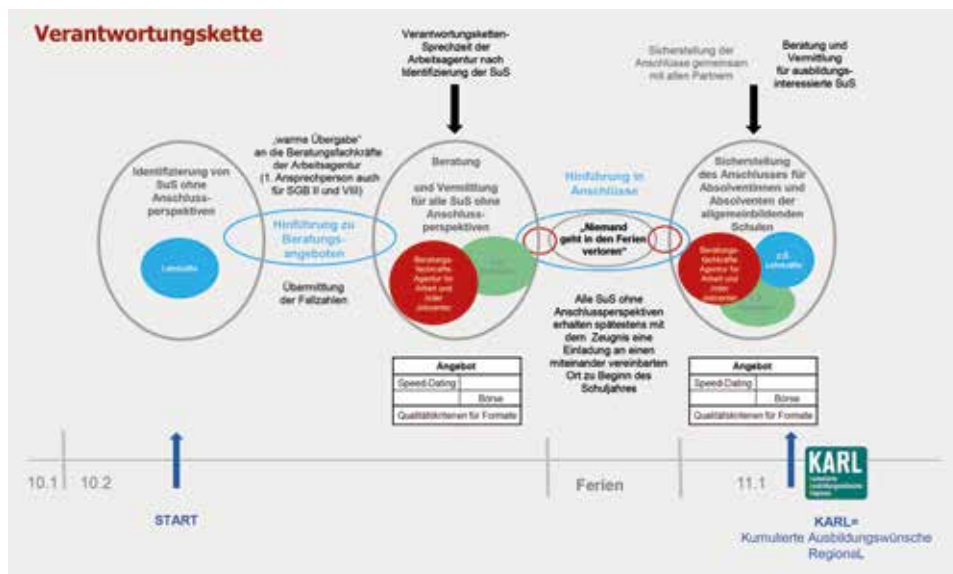 Verantwortungskette
Verantwortungsketten-
Sprechzeit der
Arbeitsagentur nach
Identifizierung der SuS
Sicherstellung der
Anschlüsse gemeinsam
mit allen Partnern
Beratung und
Vermittlung
für ausbildungs-
interessierte SuS
Identifizierung von
SuS ohne
Anschluss-
perspektiven
Lehrkräfte
„warme Übergabe“
an die Beratungsfachkräfte
der Arbeitsagentur
(1. Ansprechperson auch
für SGB II und VIII)
Hinführung zu
Beratungs-
angeboten
Übermittlung
der Fallzahlen
Beratung
und Vermittlung
für alle SuS ohne
Anschluss-
perspektiven
Beratungs-
fachkräfte
Agentur für
Arbeit und
/oder
Jobcenter
Hinführung in
Anschlüsse
„Niemand
geht in den Ferien
verloren“
Alle SuS ohne
Anschlussperspektiven
erhalten spätestens mit
dem Zeugnis eine
Einladung an einen
miteinander vereinbarten
Ort zu Beginn des
Schuljahres
Sicherstellung
des Anschlusses für
Absolventinnen und
Absolventen der
allgemeinbildenden
Schulen
Beratungs-
fachkräfte
Agentur für
Arbeit und
/oder
Jobcenter
z.B.
Lehrkräfte
Angebot
Speed-Dating
Börse
Qualitätskriterien für Formate
Angebot
Speed-Dating
Börse
Qualitätskriterien für Formate
10.1
10.2
Ferien
11.1
START
KARL
Kumulierte
Ausbildungswünsche
Regional
KARL=
Kumulierte Ausbildungswünsche
RegionaL